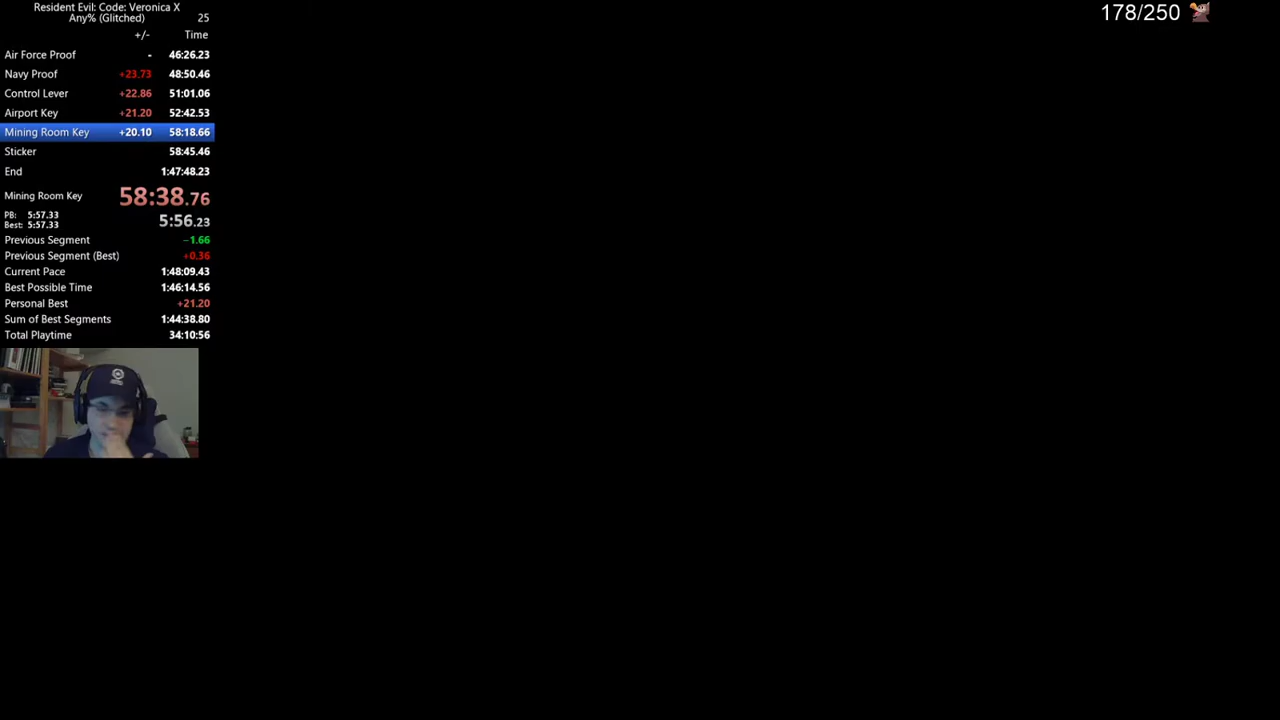 Resident Evil: Code: Veronica X
Any% (Glitched) 25
+/- Time
Air Force Proof - 46:26.23
Navy Proof +23.73 48:50.46
Control Lever +22.86 51:01.06
Airport Key +21.20 52:42.53
Mining Room Key +20.10 58:18.66
Sticker 58:45.46
End 1:47:48.23
Mining Room Key 58:38.76
PB: 5:57.33
Best: 5:57.33 5:56.23
Previous Segment −1.66
Previous Segment (Best) +0.36
Current Pace 1:48:09.43
Best Possible Time 1:46:14.56
Personal Best +21.20
Sum of Best Segments 1:44:38.80
Total Playtime 34:10:56
178/250